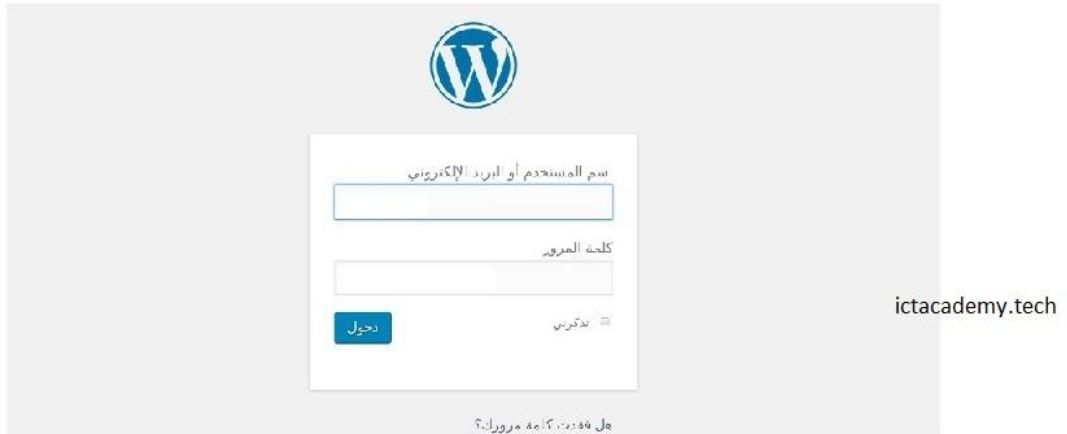 اسم المستخدم أو البريد الإلكتروني
كلمة المرور
تذكرني
دخول
هل فقدت كلمة مرورك؟
ictacademy.tech